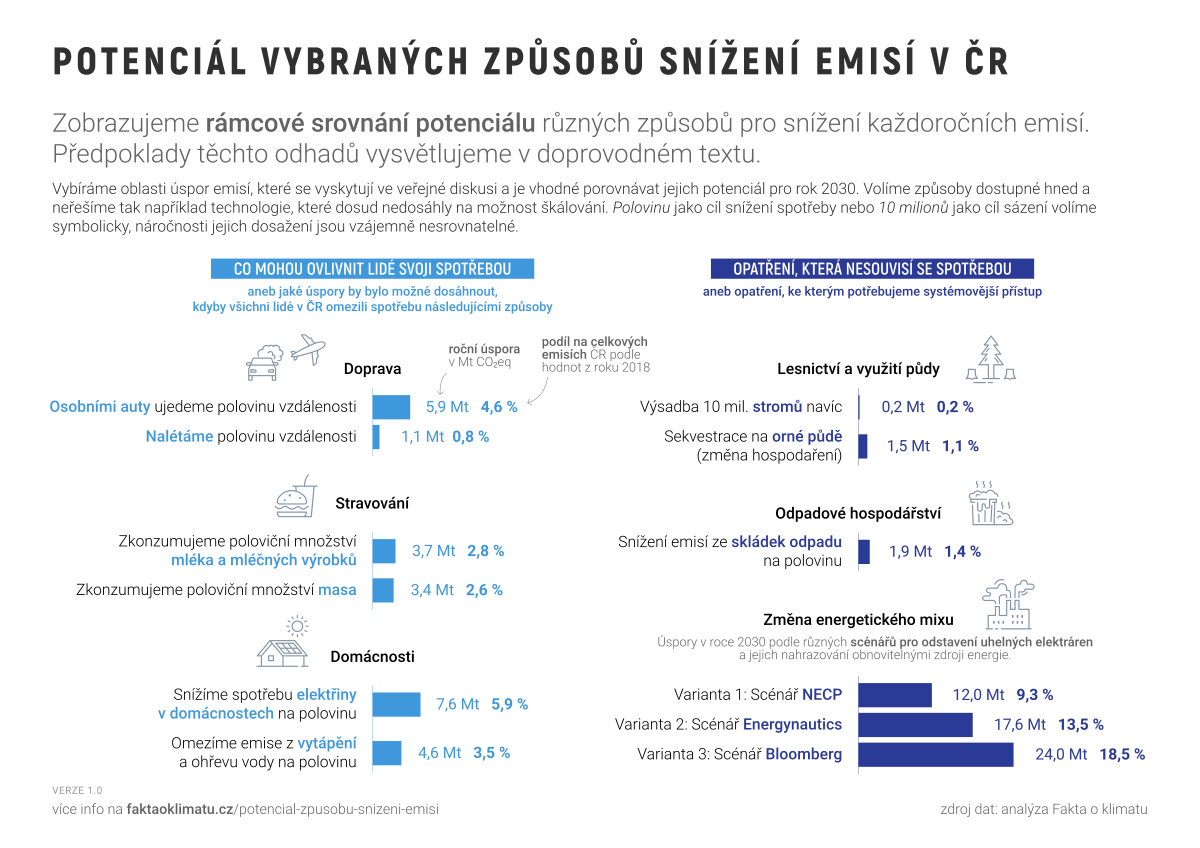 POTENCIÁL VYBRANÝCH ZPŮSOBŮ SNÍŽENÍ EMISÍ V ČR
Zobrazujeme rámcové srovnání potenciálu různých způsobů pro snížení každoročních emisí.
Předpoklady těchto odhadů vysvětlujeme v doprovodném textu.
Vybíráme oblasti úspor emisí, které se vyskytují ve veřejné diskusi a je vhodné porovnávat jejich potenciál pro rok 2030. Volíme způsoby dostupné hned a
neřešíme tak například technologie, které dosud nedosáhly na možnost škálování. Polovinu jako cíl snížení spotřeby nebo 10 milionů jako cíl sázení volíme
symbolicky, náročnosti jejich dosažení jsou vzájemně nesrovnatelné.
CO MOHOU OVLIVNIT LIDÉ SVOJI SPOTŘEBOU
aneb jaké úspory by bylo možné dosáhnout,
kdyby všichni lidé v ČR omezili spotřebu následujícími způsoby
roční úspora
v Mt CO₂eq
podíl na celkových
emisích ČR podle
hodnot z roku 2018
Doprava
Osobními auty ujedeme polovinu vzdálenosti 5,9 Mt 4,6 %
Nalétáme polovinu vzdálenosti 1,1 Mt 0,8 %
Stravování
Zkonzumujeme poloviční množství
mléka a mléčných výrobků 3,7 Mt 2,8 %
Zkonzumujeme poloviční množství masa 3,4 Mt 2,6 %
Domácnosti
Snížíme spotřebu elektřiny
v domácnostech na polovinu 7,6 Mt 5,9 %
Omezíme emise z vytápění
a ohřevu vody na polovinu 4,6 Mt 3,5 %
OPATŘENÍ, KTERÁ NESOUVISÍ SE SPOTŘEBOU
aneb opatření, ke kterým potřebujeme systémovější přístup
Lesnictví a využití půdy
Výsadba 10 mil. stromů navíc 0,2 Mt 0,2 %
Sekvestrace na orné půdě
(změna hospodaření) 1,5 Mt 1,1 %
Odpadové hospodářství
Snížení emisí ze skládek odpadu
na polovinu 1,9 Mt 1,4 %
Změna energetického mixu
Úspory v roce 2030 podle různých scénářů pro odstavení uhelných elektráren
a jejich nahrazování obnovitelnými zdroji energie.
Varianta 1: Scénář NECP 12,0 Mt 9,3 %
Varianta 2: Scénář Energynautics 17,6 Mt 13,5 %
Varianta 3: Scénář Bloomberg 24,0 Mt 18,5 %
VERZE 1.0
více info na faktaoklimatu.cz/potencial-zpusobu-snizeni-emisi
zdroj dat: analýza Fakta o klimatu